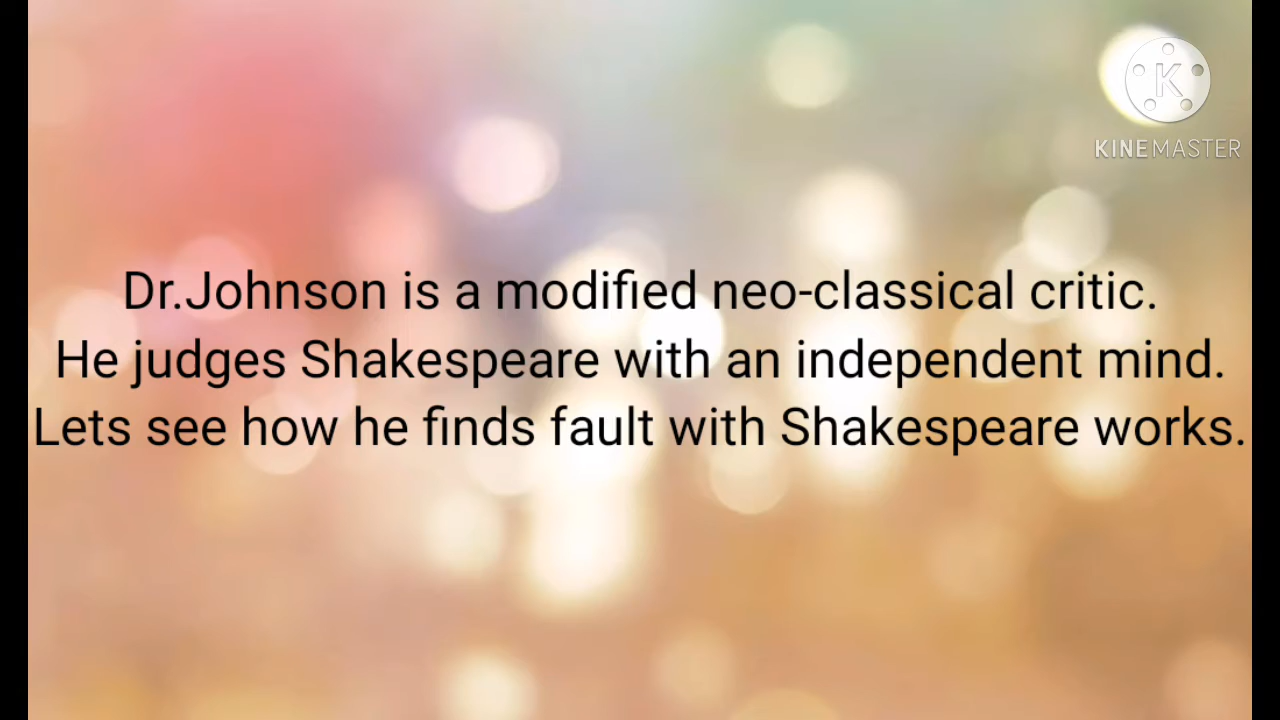 KINEMASTER
Dr.Johnson is a modified neo-classical critic.
He judges Shakespeare with an independent mind.
Lets see how he finds fault with Shakespeare works.